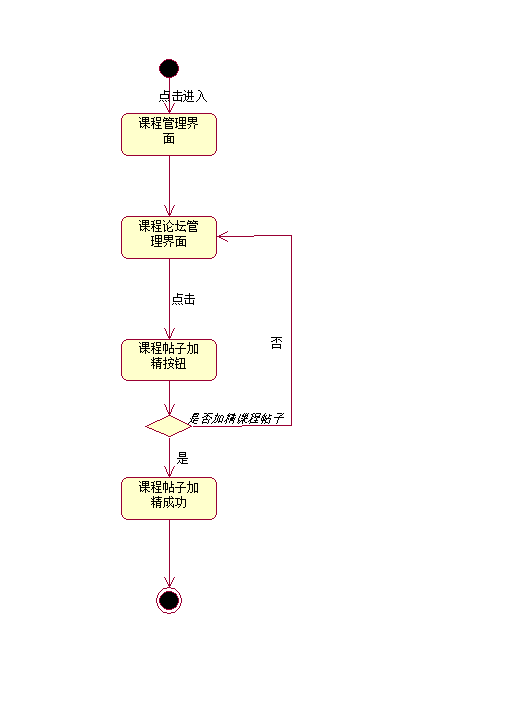 点击进入
课程管理界
面
课程论坛管
理界面
点击
否
课程帖子加
精按钮
是否加精课程帖子
是
课程帖子加
精成功